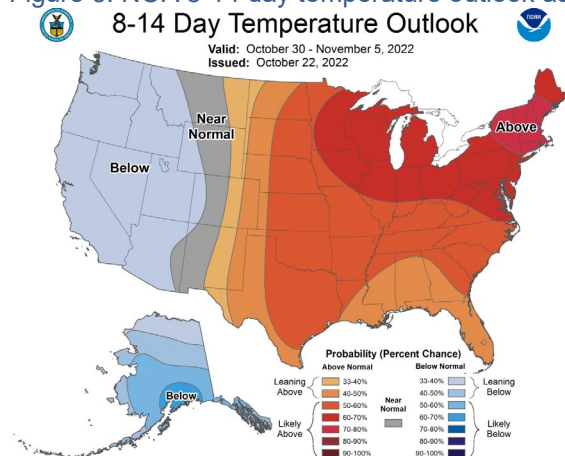 8-14 Day Temperature Outlook
NOAA
Valid: October 30 - November 5, 2022
Issued: October 22, 2022
Near
Normal
Below
Above
Below
Probability (Percent Chance)
Above Normal Below Normal
Leaning Above
33-40%
40-50%
Likely Above
50-60%
60-70%
70-80%
80-90%
90-100%
Near
Normal
33-40%
40-50%
Leaning Below
50-60%
60-70%
70-80%
80-90%
90-100%
Likely Below